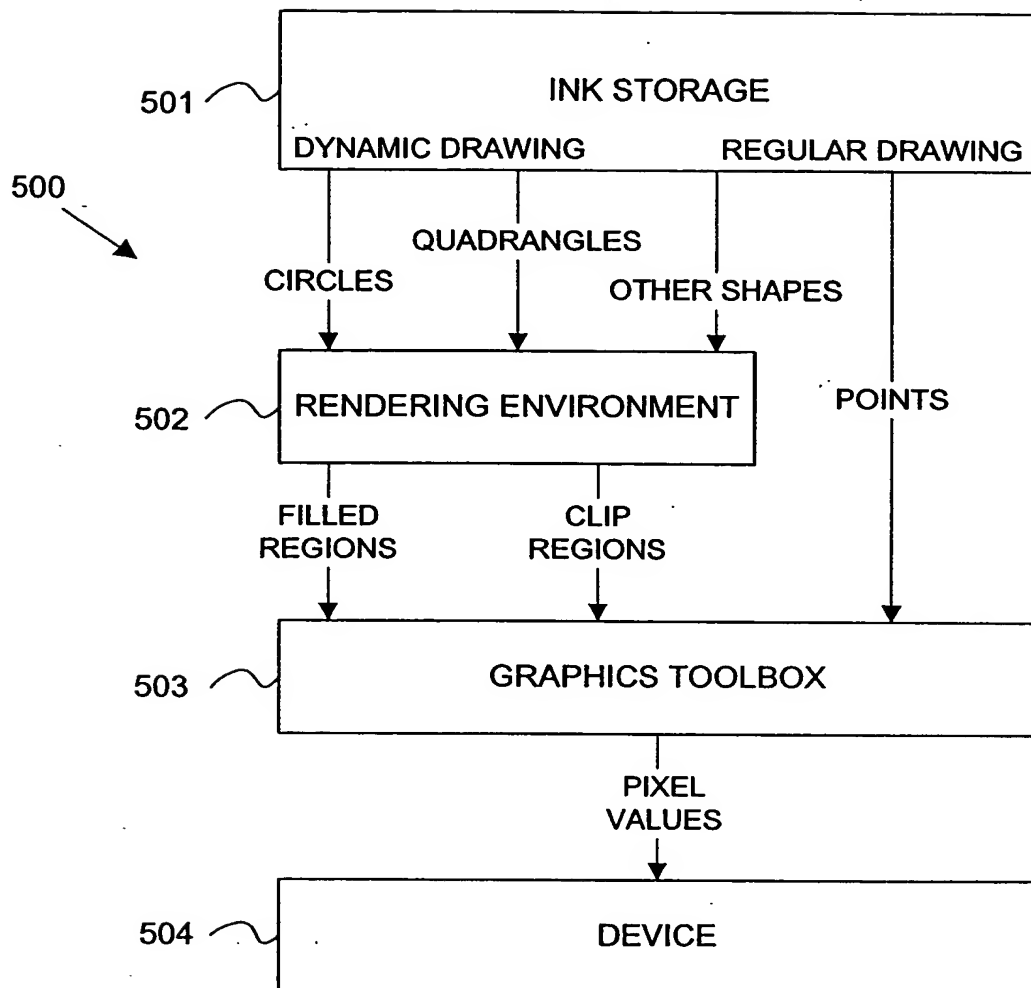 INK STORAGE
501
DYNAMIC DRAWING
REGULAR DRAWING
500
QUADRANGLES
CIRCLES
OTHER SHAPES
POINTS
502
RENDERING ENVIRONMENT
FILLED
REGIONS
CLIP
REGIONS
503
GRAPHICS TOOLBOX
PIXEL
VALUES
504
DEVICE